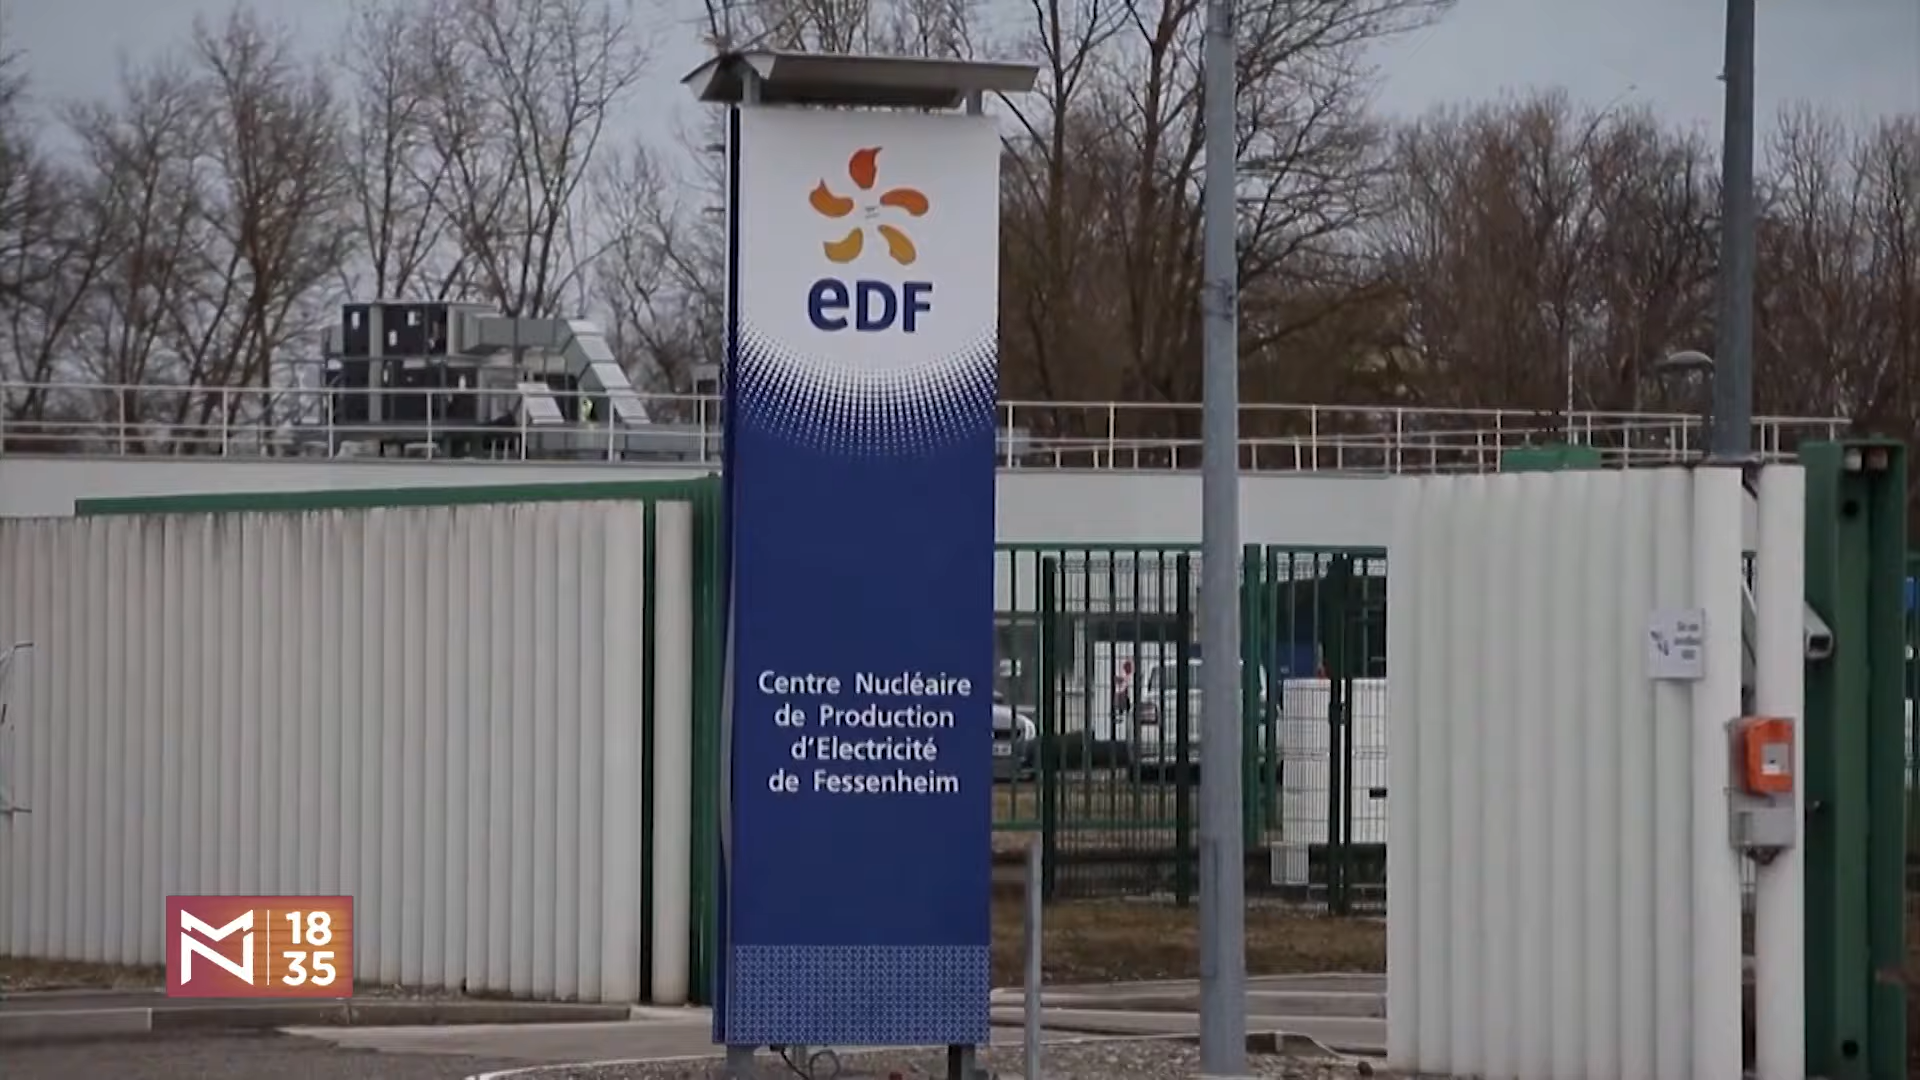 eDF
Centre Nucléaire
de Production
d'Electricité
de Fessenheim
M
18
35